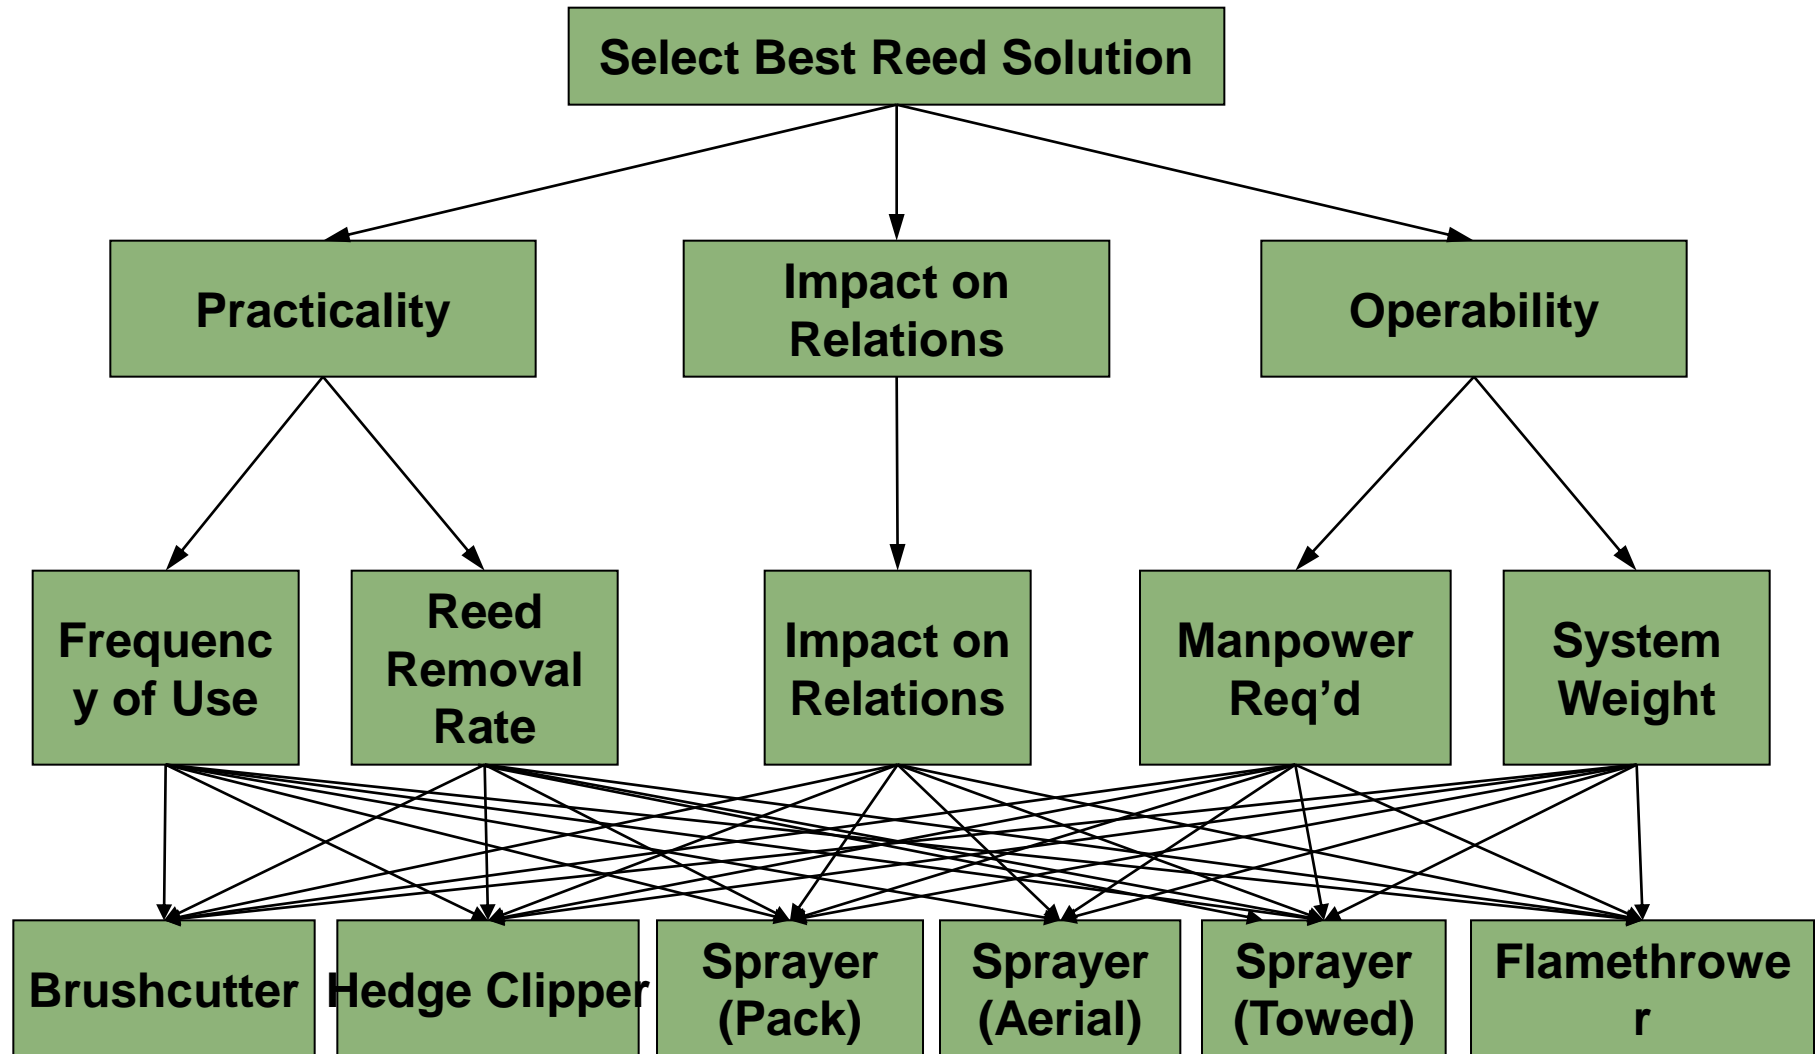 Select Best Reed Solution
Practicality
Impact on
Relations
Operability
Frequenc
y of Use
Reed
Removal
Rate
Impact on
Relations
Manpower
Req’d
System
Weight
Brushcutter
Hedge Clipper
Sprayer
(Pack)
Sprayer
(Aerial)
Sprayer
(Towed)
Flamethrowe
r